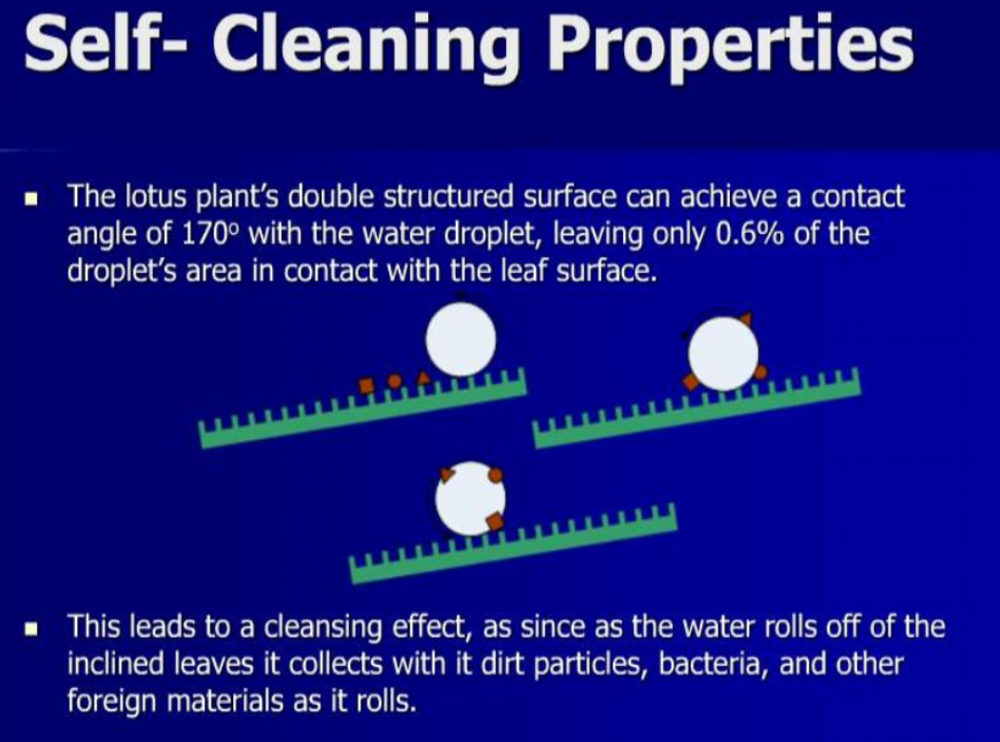 Self- Cleaning Properties
The lotus plant's double structured surface can achieve a contact
angle of 170º with the water droplet, leaving only 0.6% of the
droplet's area in contact with the leaf surface.
This leads to a cleansing effect, as since as the water rolls off of the
inclined leaves it collects with it dirt particles, bacteria, and other
foreign materials as it rolls.